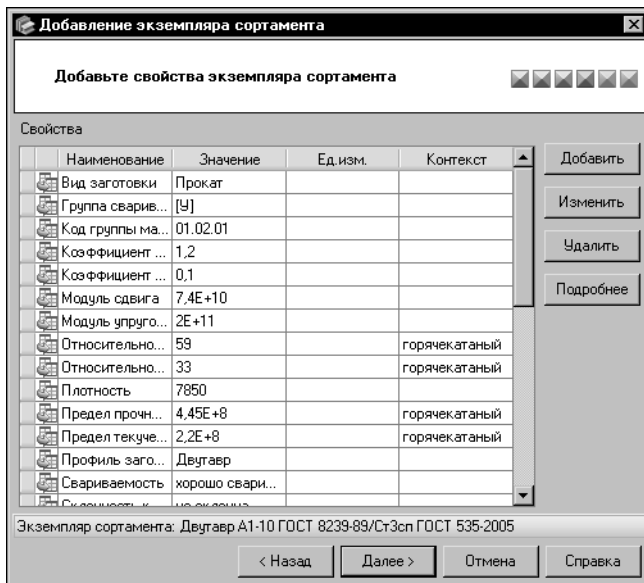 Добавление экземпляра сортамента
Добавьте свойства экземпляра сортамента
Свойства
Наименование Значение Ед.изм. Контекст
Вид заготовки Прокат
Группа сварив... [У]
Код группы ма... 01.02.01
Коэффициент ... 1,2
Коэффициент ... 0,1
Модуль сдвига 7,4E+10
Модуль упруго... 2E+11
Относительно... 59 горячекатаный
Относительно... 33 горячекатаный
Плотность 7850
Предел прочн... 4,45E+8 горячекатаный
Предел текуче... 2,2E+8 горячекатаный
Профиль заго... Двутавр
Свариваемость хорошо свари...
Добавить
Изменить
Удалить
Подробнее
Экземпляр сортамента: Двутавр А1-10 ГОСТ 8239-89/Ст3сп ГОСТ 535-2005
< Назад Далее > Отмена Справка